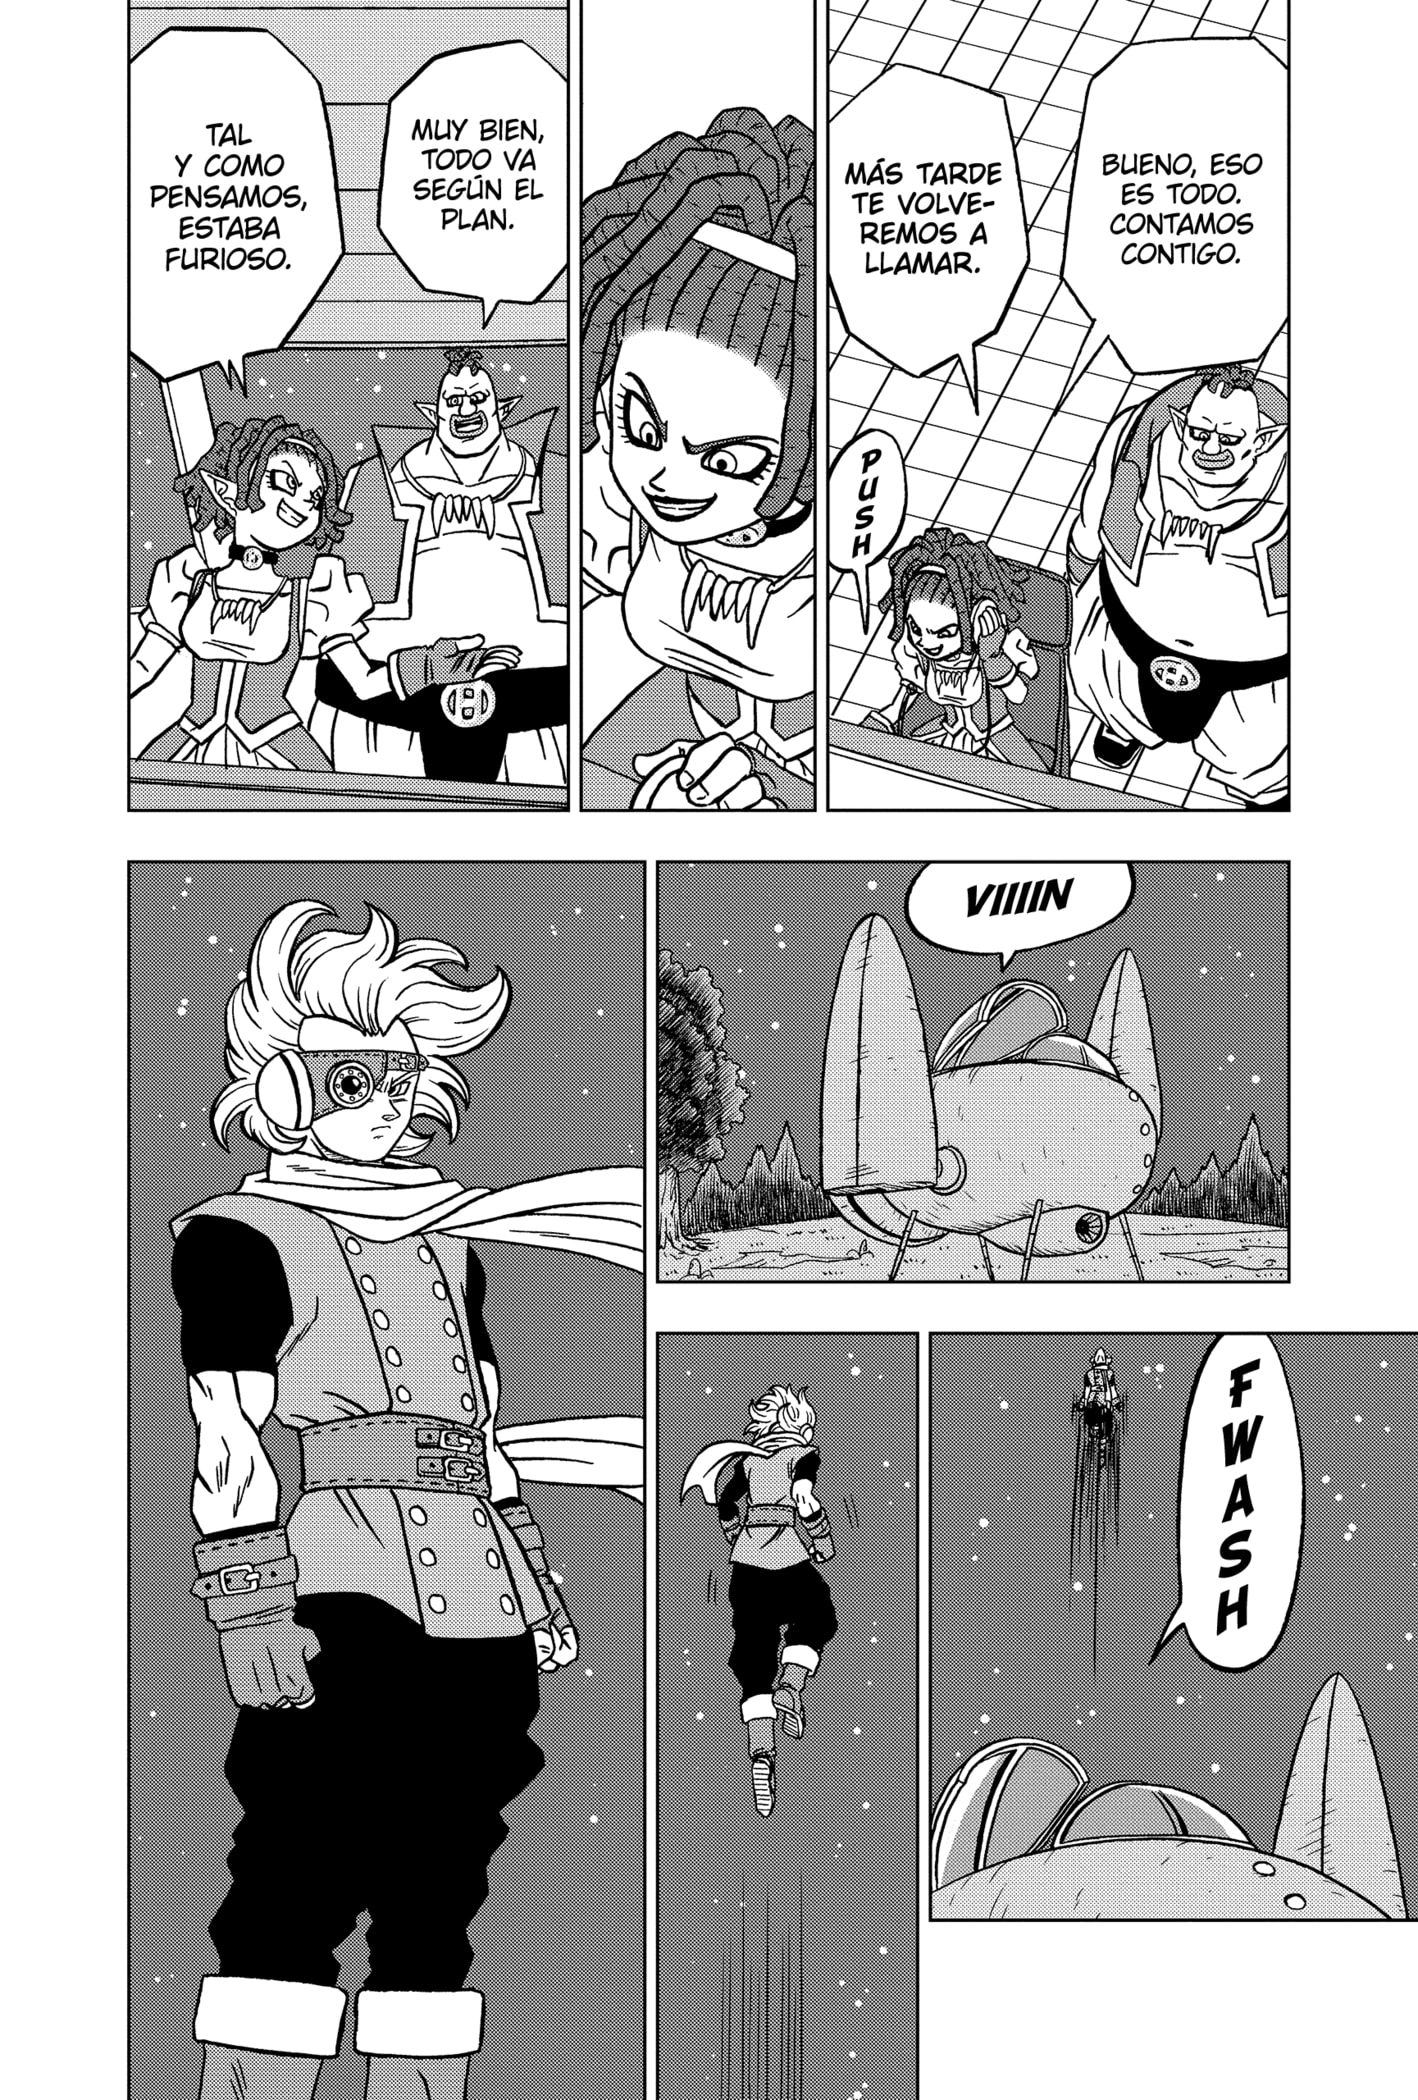 BUENO, ESO
ES TODO.
CONTAMOS
CONTIGO.
MÁS TARDE
TE VOLVE-
REMOS A
LLAMAR.
PUSH
MUY BIEN,
TODO VA
SEGÚN EL
PLAN.
TAL
Y COMO
PENSAMOS,
ESTABA
FURIOSO.
VIIIIN
FWASH